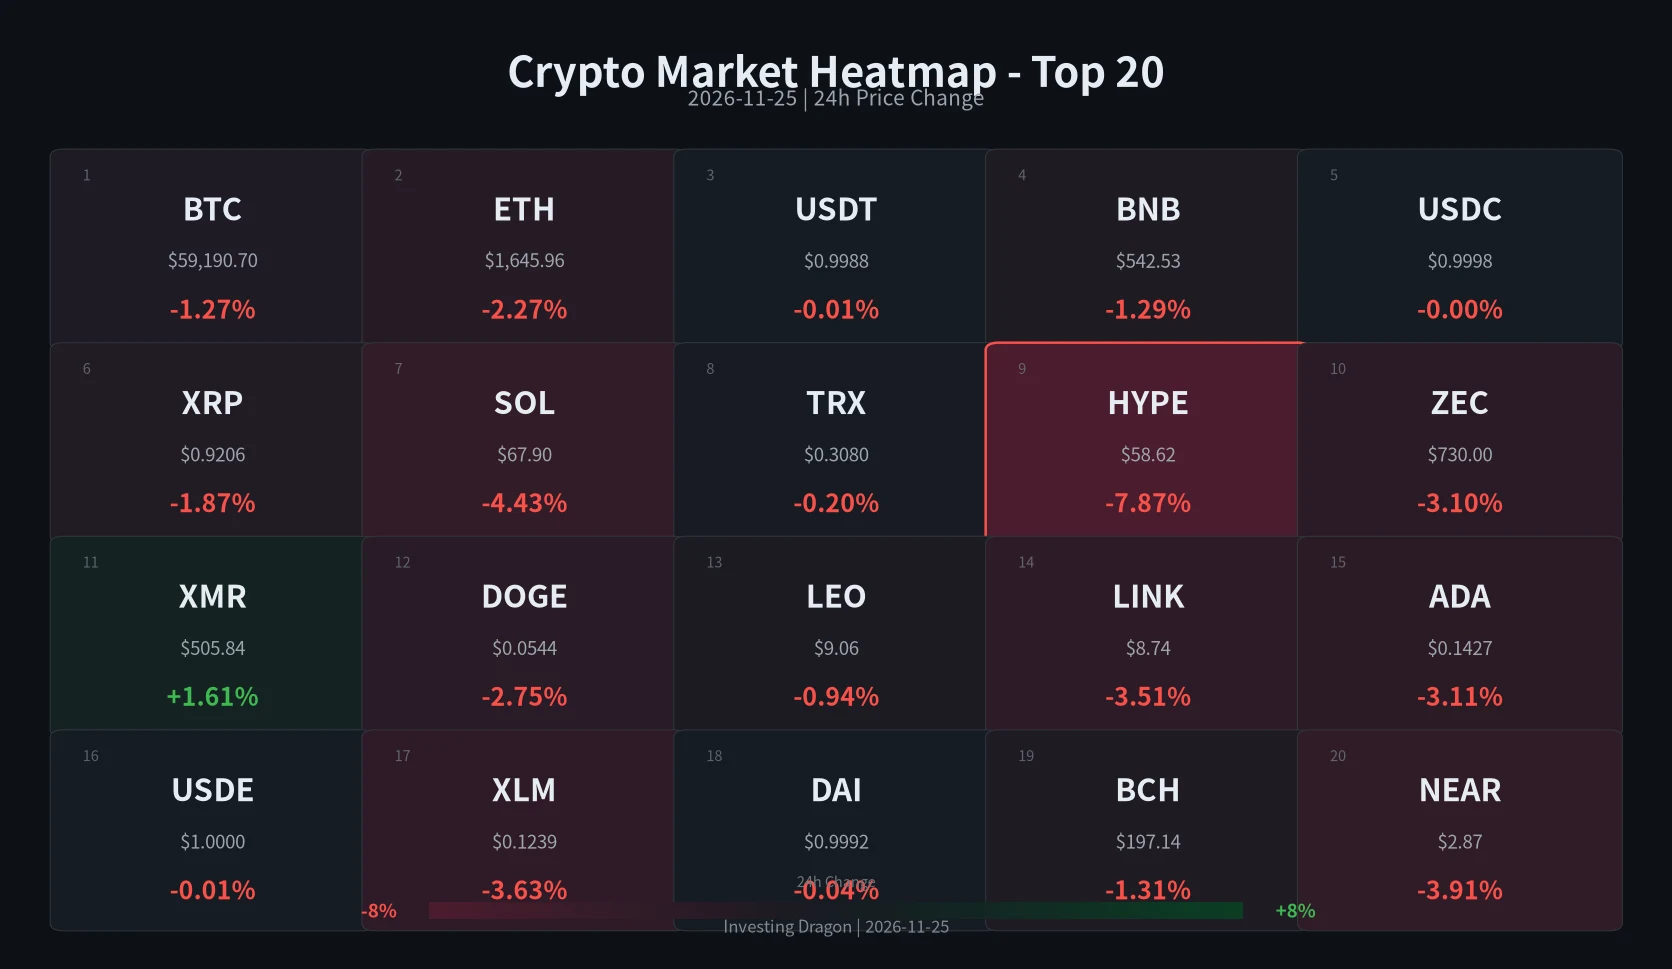 Crypto Market Heatmap - Top 20
2026-11-25 | 24h Price Change
1
BTC
$59,190.70
-1.27%
2
ETH
$1,645.96
-2.27%
3
USDT
$0.9988
-0.01%
4
BNB
$542.53
-1.29%
5
USDC
$0.9998
-0.00%
6
XRP
$0.9206
-1.87%
7
SOL
$67.90
-4.43%
8
TRX
$0.3080
-0.20%
9
HYPE
$58.62
-7.87%
10
ZEC
$730.00
-3.10%
11
XMR
$505.84
+1.61%
12
DOGE
$0.0544
-2.75%
13
LEO
$9.06
-0.94%
14
LINK
$8.74
-3.51%
15
ADA
$0.1427
-3.11%
16
USDE
$1.0000
-0.01%
17
XLM
$0.1239
-3.63%
18
DAI
$0.9992
-0.04%
19
BCH
$197.14
-1.31%
20
NEAR
$2.87
-3.91%
24h Change
-8%
+8%
Investing Dragon | 2026-11-25